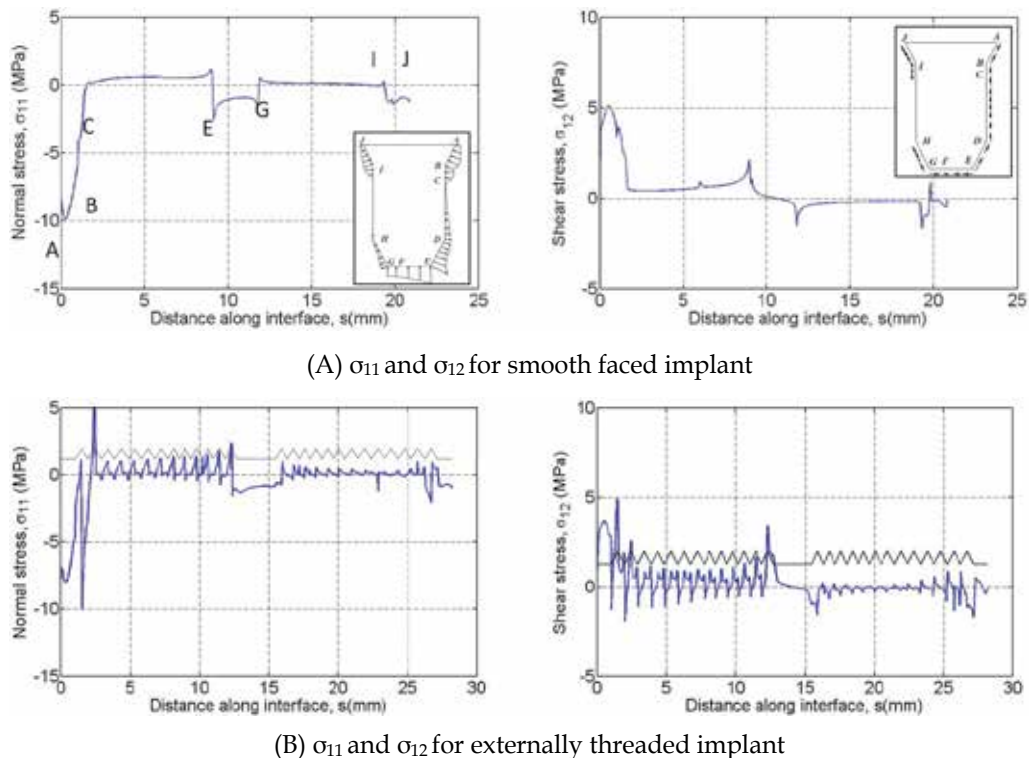 Normal stress, σ₁₁ (MPa)
5
0
-5
-10
-15
A
B
C
E
G
I
J
0 5 10 15 20 25
Distance along interface, s(mm)
J
A
I
B
C
H
D
G F E
Shear stress, σ₁₂ (MPa)
10
5
0
-5
0 5 10 15 20 25
Distance along interface, s(mm)
(A) σ₁₁ and σ₁₂ for smooth faced implant
Normal stress, σ₁₁ (MPa)
5
0
-5
-10
-15
0 5 10 15 20 25 30
Distance along interface, s(mm)
Shear stress, σ₁₂ (MPa)
10
5
0
-5
0 5 10 15 20 25 30
Distance along interface, s(mm)
(B) σ₁₁ and σ₁₂ for externally threaded implant